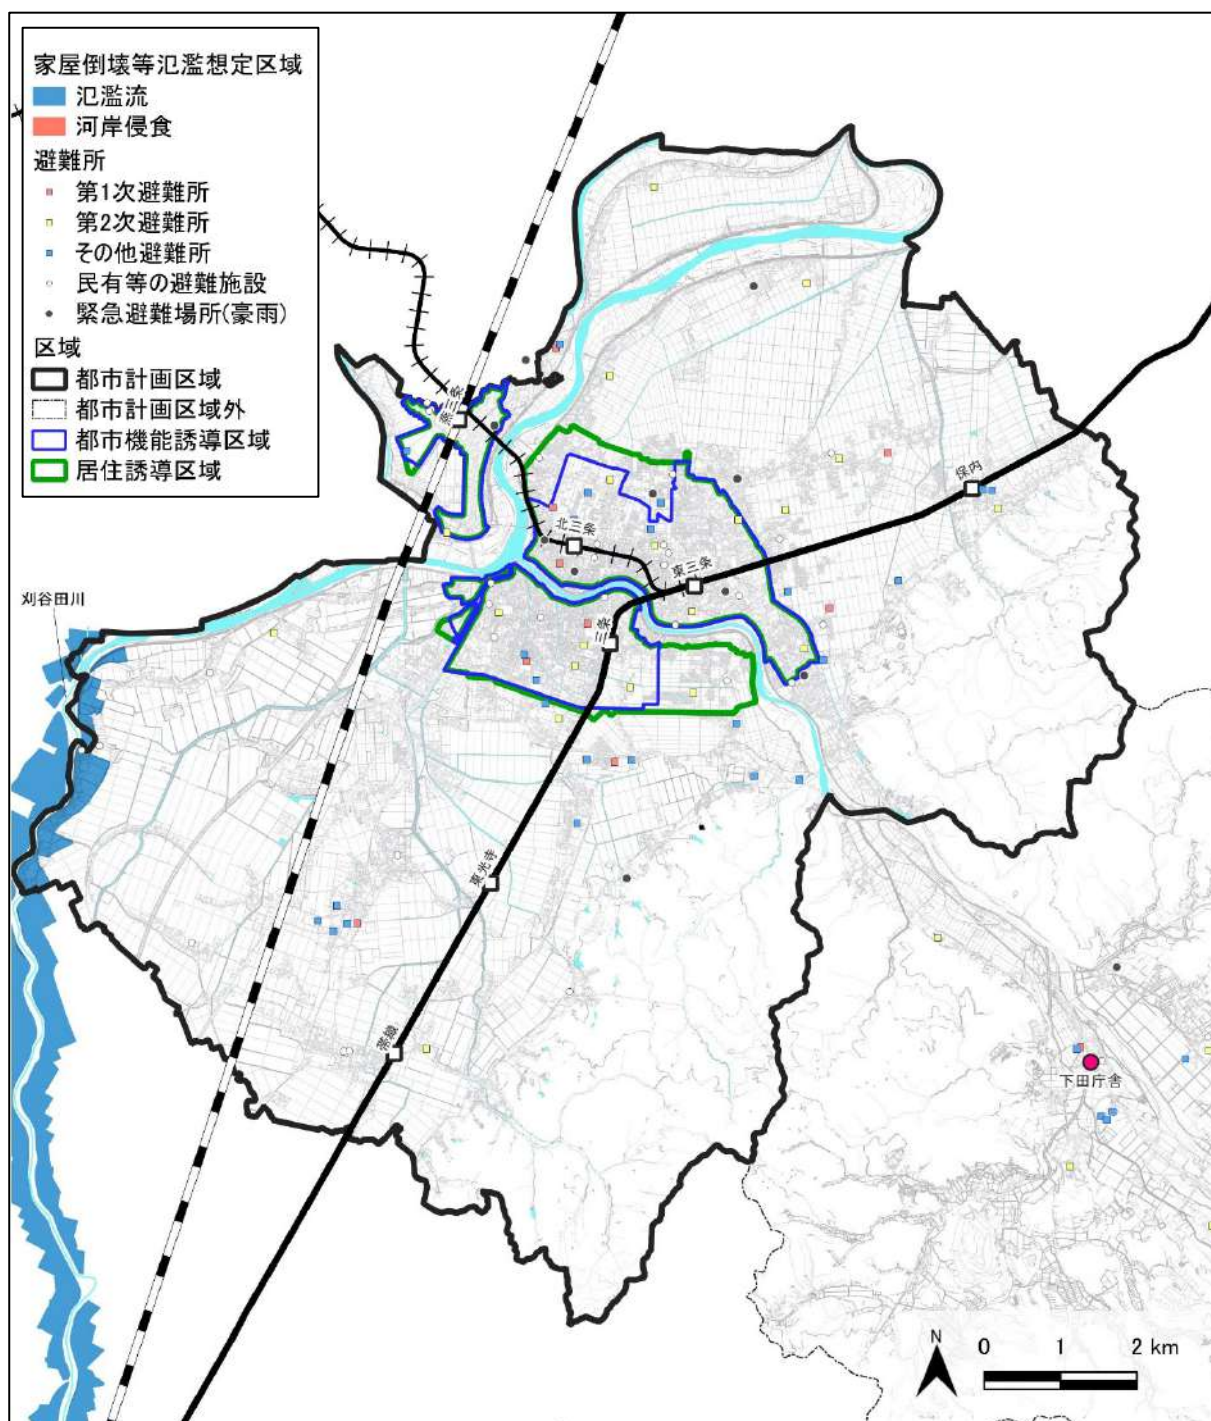 家屋倒壊等氾濫想定区域
氾濫流
河岸侵食
避難所
第1次避難所
第2次避難所
その他避難所
民有等の避難施設
緊急避難場所(豪雨)
区域
都市計画区域
都市計画区域外
都市機能誘導区域
居住誘導区域
燕三条
保内
北三条
東三条
三条
刈谷田川
東光寺
帯織
下田庁舎
N
0 1 2 km